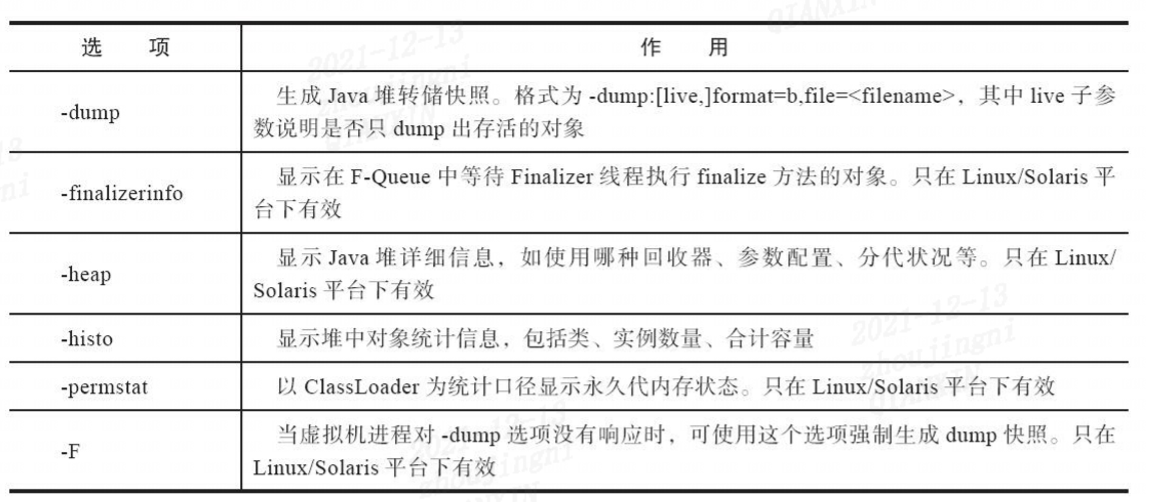 选 项 作 用
-dump 生成 Java 堆转储快照。格式为 -dump:[live,]format=b,file=<filename>，其中 live 子参
数说明是否只 dump 出存活的对象
-finalizerinfo 显示在 F-Queue 中等待 Finalizer 线程执行 finalize 方法的对象。只在 Linux/Solaris 平
台下有效
-heap 显示 Java 堆详细信息，如使用哪种回收器、参数配置、分代状况等。只在 Linux/
Solaris 平台下有效
-histo 显示堆中对象统计信息，包括类、实例数量、合计容量
-permstat 以 ClassLoader 为统计口径显示永久代内存状态。只在 Linux/Solaris 平台下有效
-F 当虚拟机进程对 -dump 选项没有响应时，可使用这个选项强制生成 dump 快照。只在
Linux/Solaris 平台下有效
QIANXIN
2021-12-13
2021-12-13
zhoujingni
QIANXIN
zhoujingni